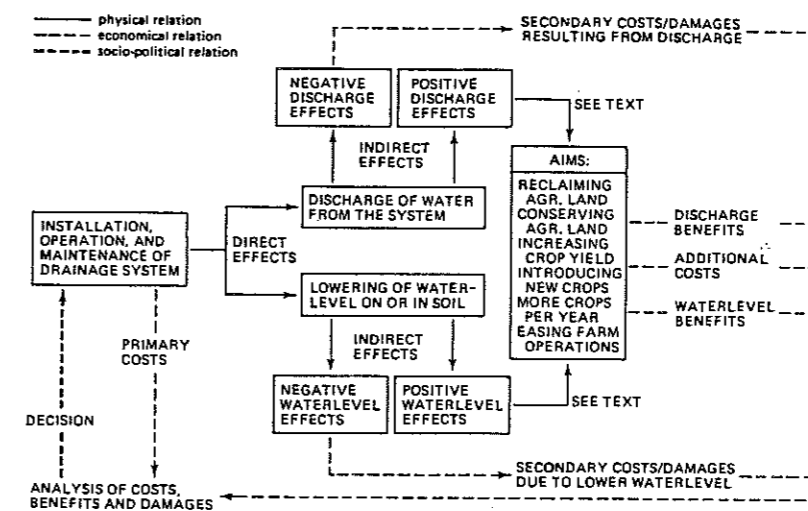 physical relation
economical relation
socio-political relation
SECONDARY COSTS/DAMAGES
RESULTING FROM DISCHARGE
NEGATIVE
DISCHARGE
EFFECTS
POSITIVE
DISCHARGE
EFFECTS
SEE TEXT
INDIRECT
EFFECTS
AIMS:
RECLAIMING
AGR. LAND
CONSERVING
AGR. LAND
INCREASING
CROP YIELD
INTRODUCING
NEW CROPS
MORE CROPS
PER YEAR
EASING FARM
OPERATIONS
DISCHARGE OF WATER
FROM THE SYSTEM
INSTALLATION,
OPERATION, AND
MAINTENANCE OF
DRAINAGE SYSTEM
DIRECT
EFFECTS
DISCHARGE
BENEFITS
ADDITIONAL
COSTS
WATERLEVEL
BENEFITS
LOWERING OF WATER-
LEVEL ON OR IN SOIL
INDIRECT
EFFECTS
PRIMARY
COSTS
NEGATIVE
WATERLEVEL
EFFECTS
POSITIVE
WATERLEVEL
EFFECTS
SEE TEXT
DECISION
SECONDARY COSTS/DAMAGES
DUE TO LOWER WATERLEVEL
ANALYSIS OF COSTS,
BENEFITS AND DAMAGES